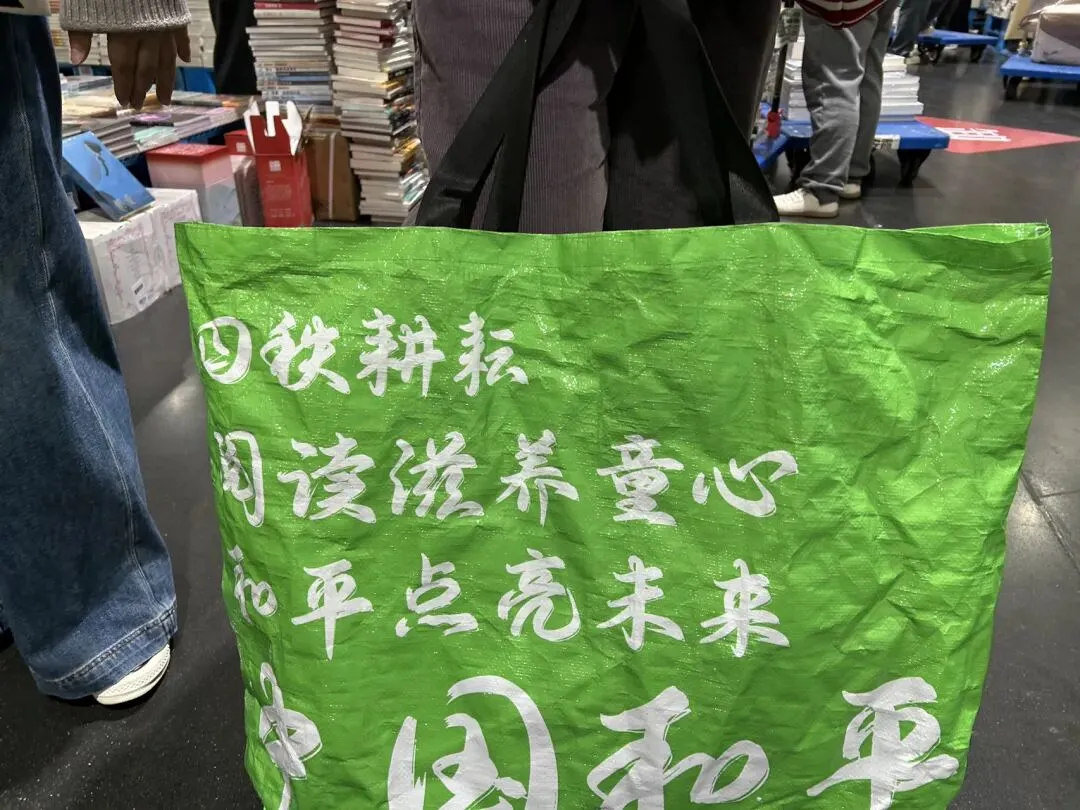 四秩耕耘
阅读滋养童心
和平点亮未来
中国和平